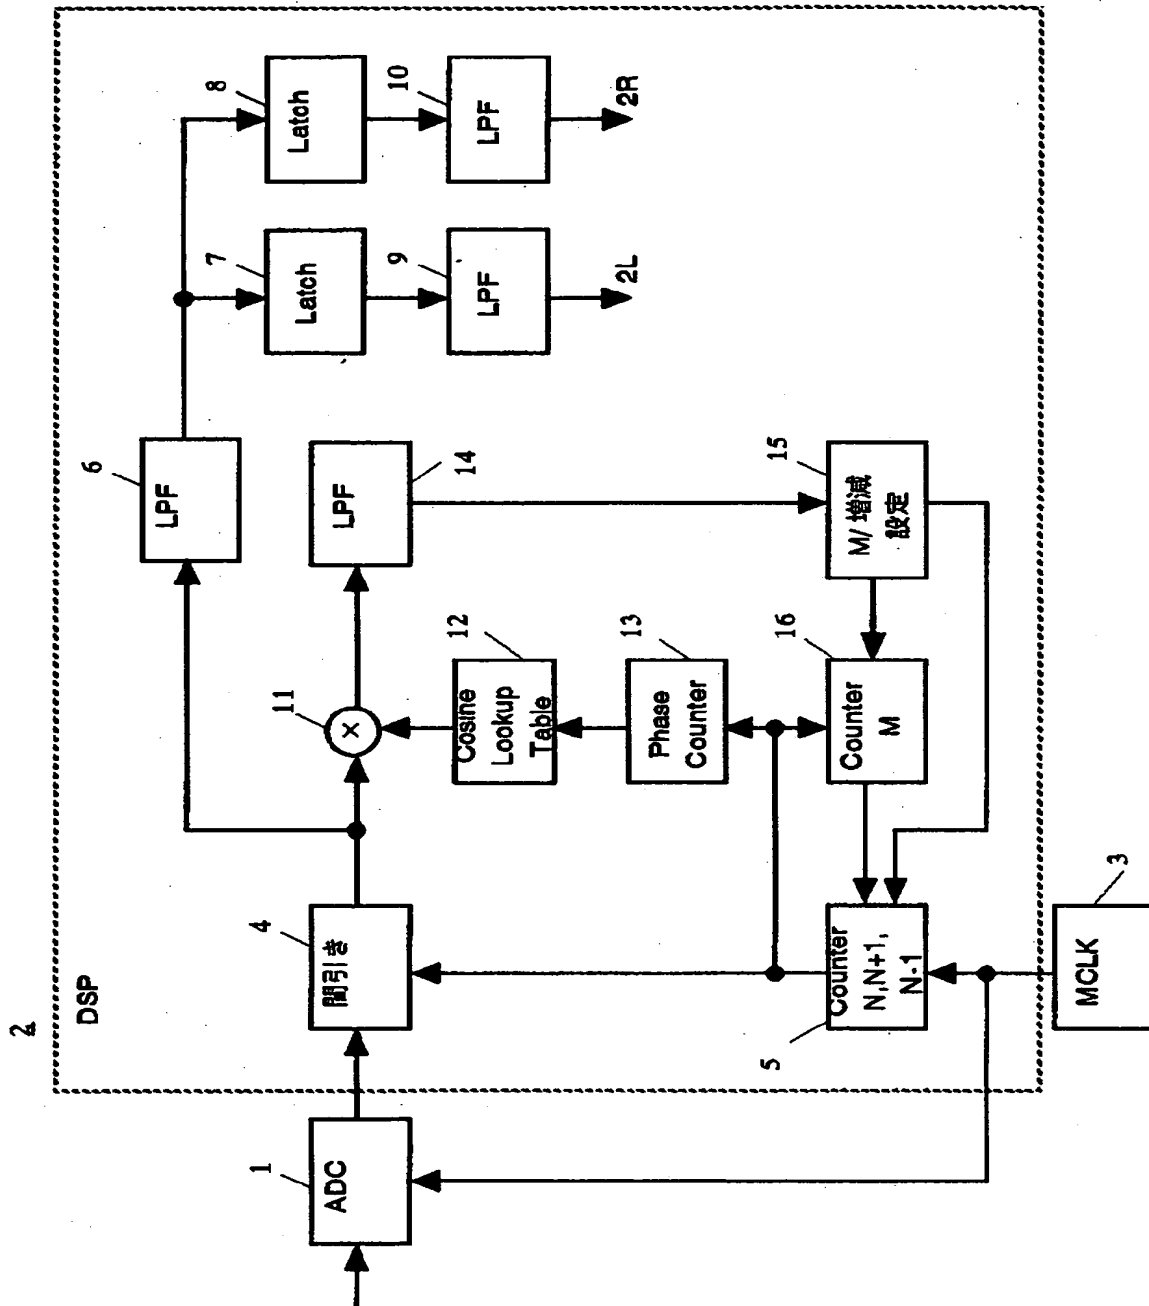 2
DSP
1
ADC
4
間引き
6
LPF
11
×
14
LPF
7
Latch
8
Latch
9
LPF
10
LPF
2L
2R
12
Cosine
Lookup
Table
13
Phase
Counter
5
Counter
N,N+1,
N-1
16
Counter
M
15
M/増減
設定
3
MCLK